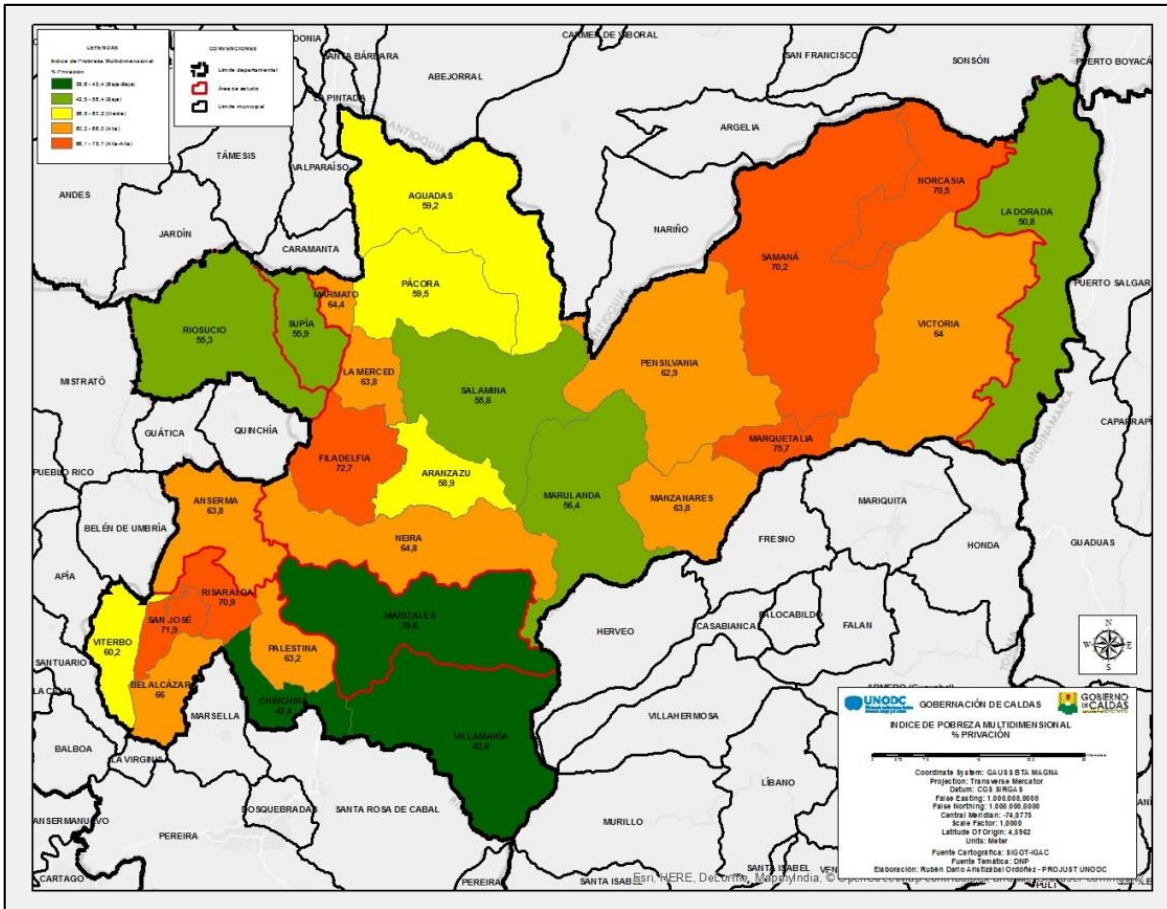 LEYENDAS
Indice de Pobreza Multidimensional
% Privación
CONVENCIONES
Límite departamental
Área de estudio
Límite municipal
SANTA BÁRBARA
CARMEN DE VIBORAL
SAN FRANCISCO
SONSÓN
PUERTO BOYACÁ
ABEJORRAL
LA PINTADA
ANTIOQUIA
ARGELIA
TÁMESIS
VALPARAÍSO
ANDES
AGUADAS
59,2
NORCASIA
70,5
LA DORADA
50,8
JARDÍN
NARIÑO
CARAMANTA
SAMANÁ
70,2
PÁCORA
59,5
PUERTO SALGAR
MARMATO
64,4
RIOSUCIO
55,3
SUPÍA
55,9
VICTORIA
64
ANTIOQUIA
PENSILVANIA
62,9
LA MERCED
63,8
MISTRATÓ
SALAMINA
55,8
CUNDINAMARCA
GUÁTICA
QUINCHÍA
MARQUETALIA
75,7
FILADELFIA
72,7
PUEBLO RICO
ARANZAZU
58,9
MARULANDA
56,4
MANZANARES
63,8
MARIQUITA
ANSERMA
63,8
BELÉN DE UMBRÍA
NEIRA
64,8
FRESNO
HONDA
GUADUAS
APÍA
RISARALDA
70,9
MANIZALES
PALOCABILDO
SAN JOSÉ
71,9
CASABIANCA
FALAN
HERVEO
VITERBO
60,2
PALESTINA
63,2
SANTUARIO
BELALCÁZAR
66
CHINCHINÁ
42,4
MARSELLA
VILLAMARÍA
42,4
VILLAHERMOSA
BALBOA
LA VIRGINIA
LÍBANO
DOSQUEBRADAS
SANTA ROSA DE CABAL
MURILLO
PEREIRA
CARTAGO
PEREIRA
SANTA ISABEL
SANTA ISABEL
N
W
E
S
UNODC
GOBERNACIÓN DE CALDAS
GOBIERNO DE CALDAS
INDICE DE POBREZA MULTIDIMENSIONAL
% PRIVACIÓN
Coordinate System: GAUSS BTA MAGNA
Projection: Transverse Mercator
Datum: CGS SIRGAS
False Easting: 1.000.000,0000
False Northing: 1.000.000,0000
Central Meridian: -74,0775
Scale Factor: 1,0000
Latitude Of Origin: 4,5962
Units: Meter
Fuente Cartográfica: SIGOT-IGAC
Fuente Temática: DNP
Elaboración: Rubén Darío Aristizábal Ordóñez - PROJUST UNODC
Esri, HERE, DeLorme, MapmyIndia, ©